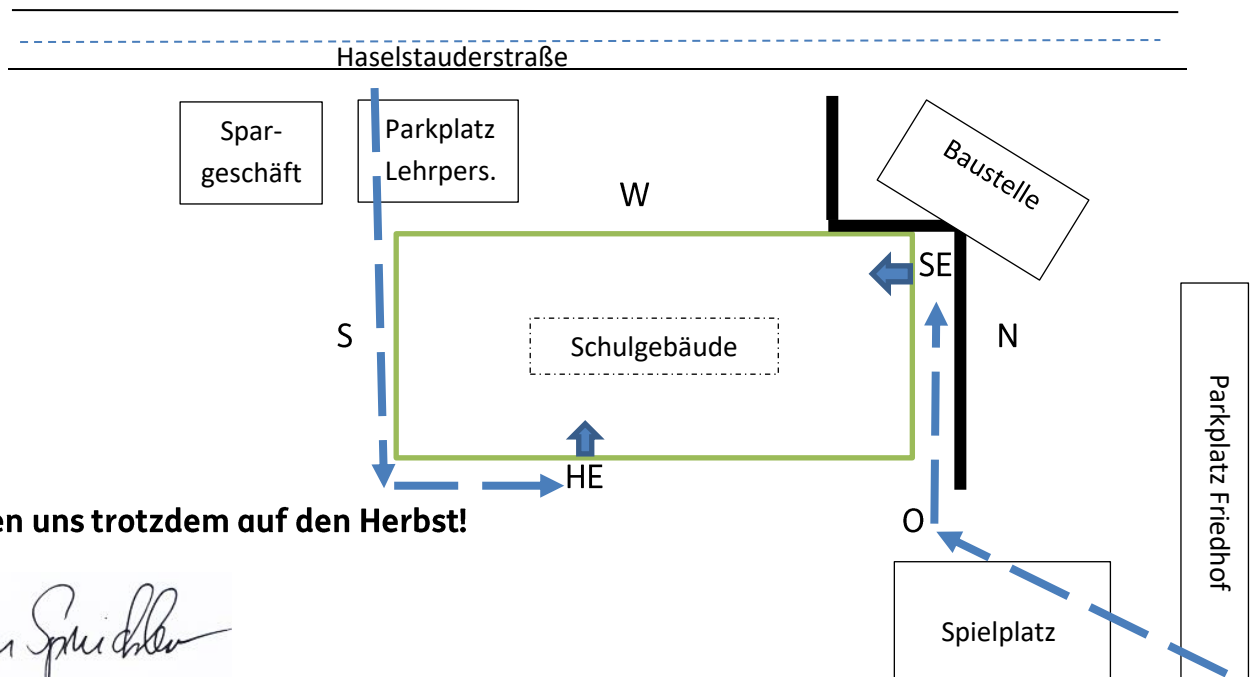 Haselstauderstraße
Spar-
geschäft
Parkplatz
Lehrpers.
W
Baustelle
SE
S
Schulgebäude
N
Parkplatz Friedhof
HE
en uns trotzdem auf den Herbst!
O
Spielplatz